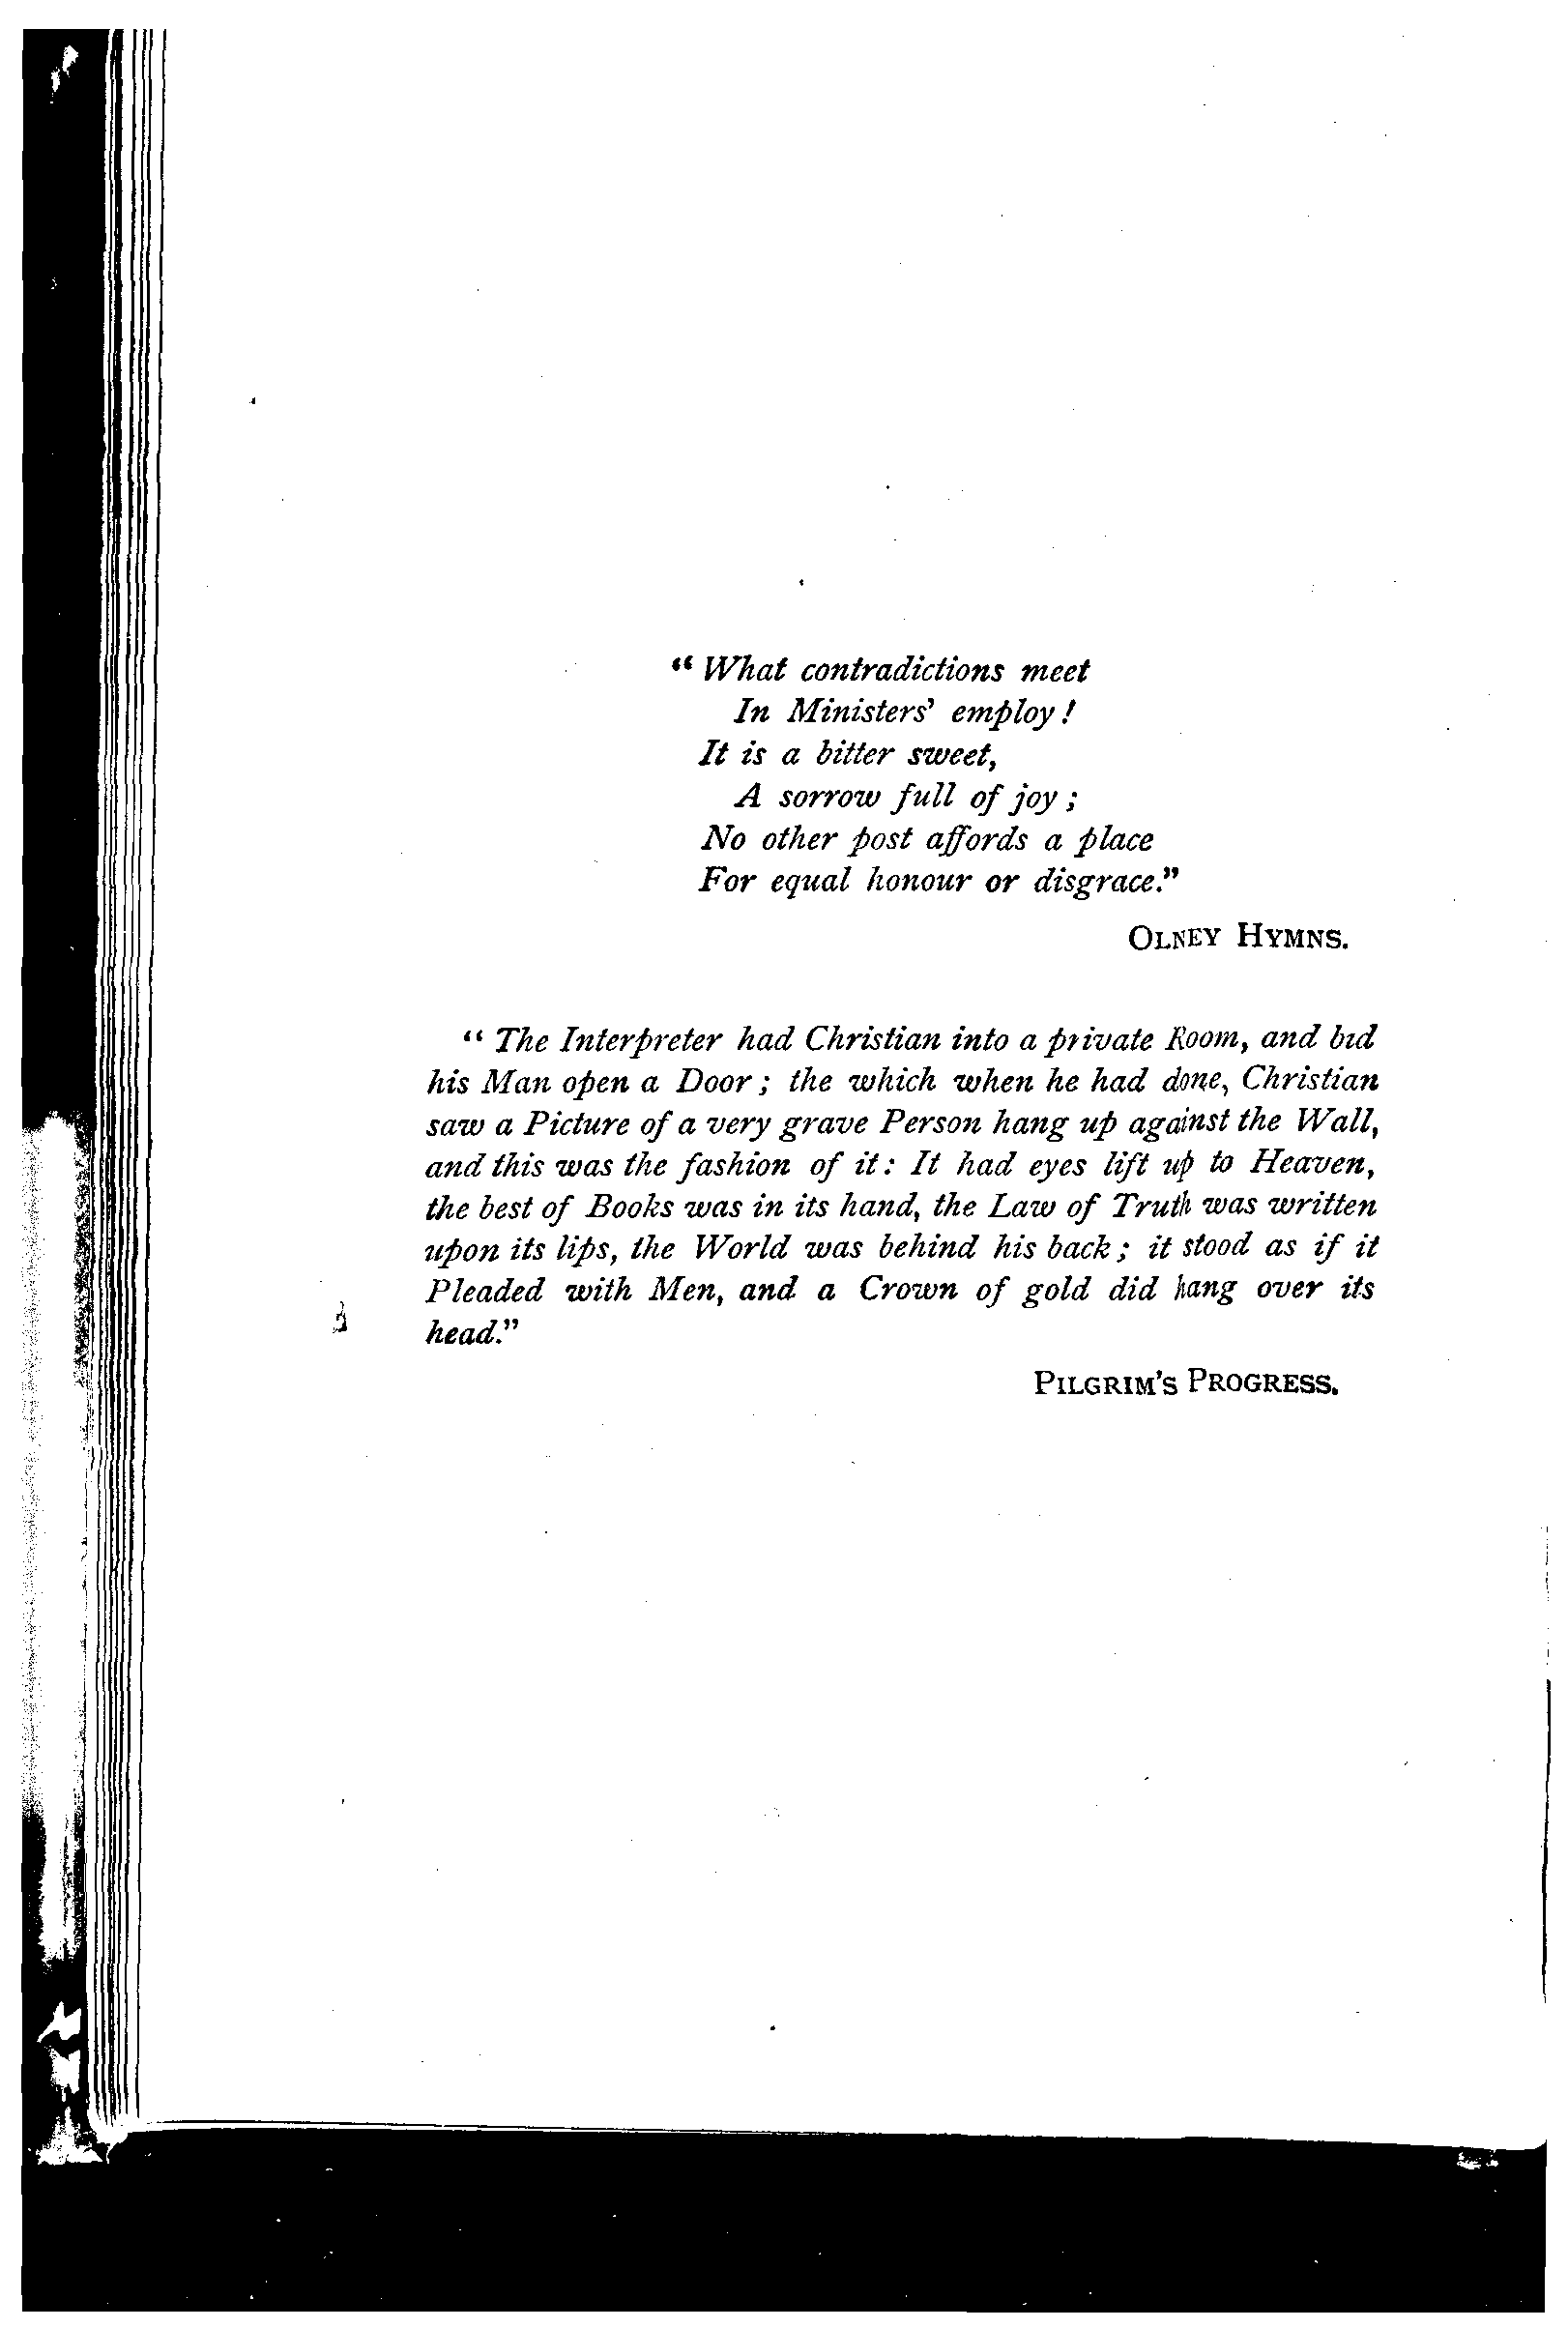 “ What contradictions meet
In Ministers’ employ !
It is a bitter sweet,
A sorrow full of joy ;
No other post affords a place
For equal honour or disgrace.”
OLNEY HYMNS.
“ The Interpreter had Christian into a private Room, and bid
his Man open a Door ; the which when he had done, Christian
saw a Picture of a very grave Person hang up against the Wall,
and this was the fashion of it : It had eyes lift up to Heaven,
the best of Books was in its hand, the Law of Truth was written
upon its lips, the World was behind his back ; it stood as if it
Pleaded with Men, and a Crown of gold did hang over its
head.”
PILGRIM’S PROGRESS.